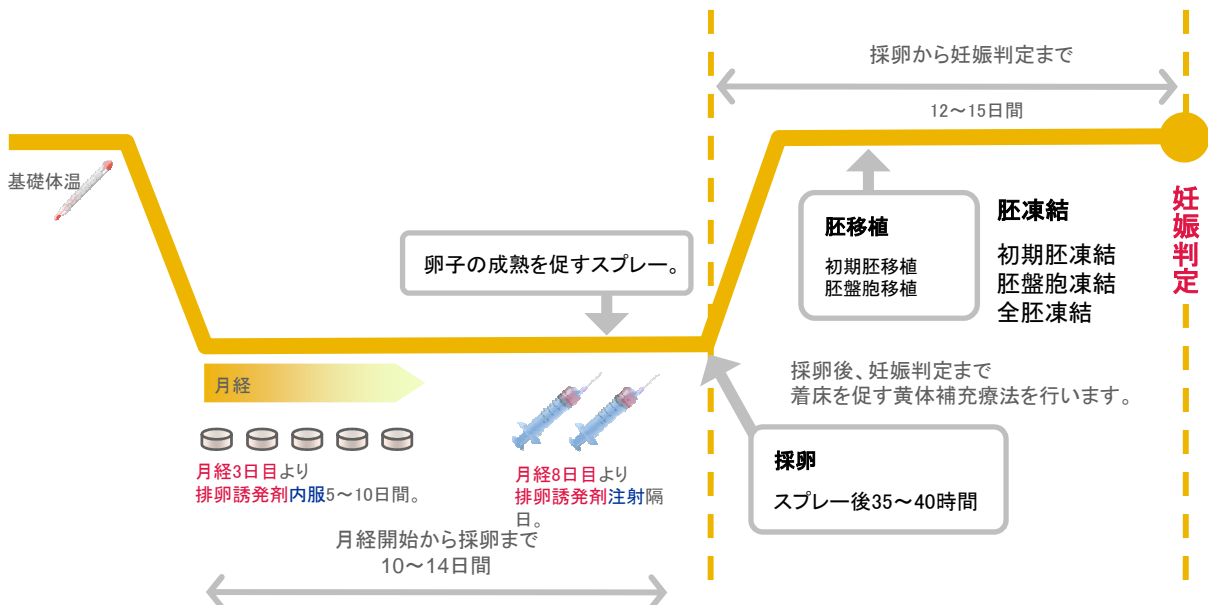 採卵から妊娠判定まで
12～15日間
基礎体温
卵子の成熟を促すスプレー。
胚移植
初期胚移植
胚盤胞移植
胚凍結
初期胚凍結
胚盤胞凍結
全胚凍結
妊娠判定
月経
採卵後、妊娠判定まで
着床を促す黄体補充療法を行います。
月経3日目より
排卵誘発剤内服5～10日間。
月経8日目より
排卵誘発剤注射隔
日。
採卵
スプレー後35～40時間
月経開始から採卵まで
10～14日間